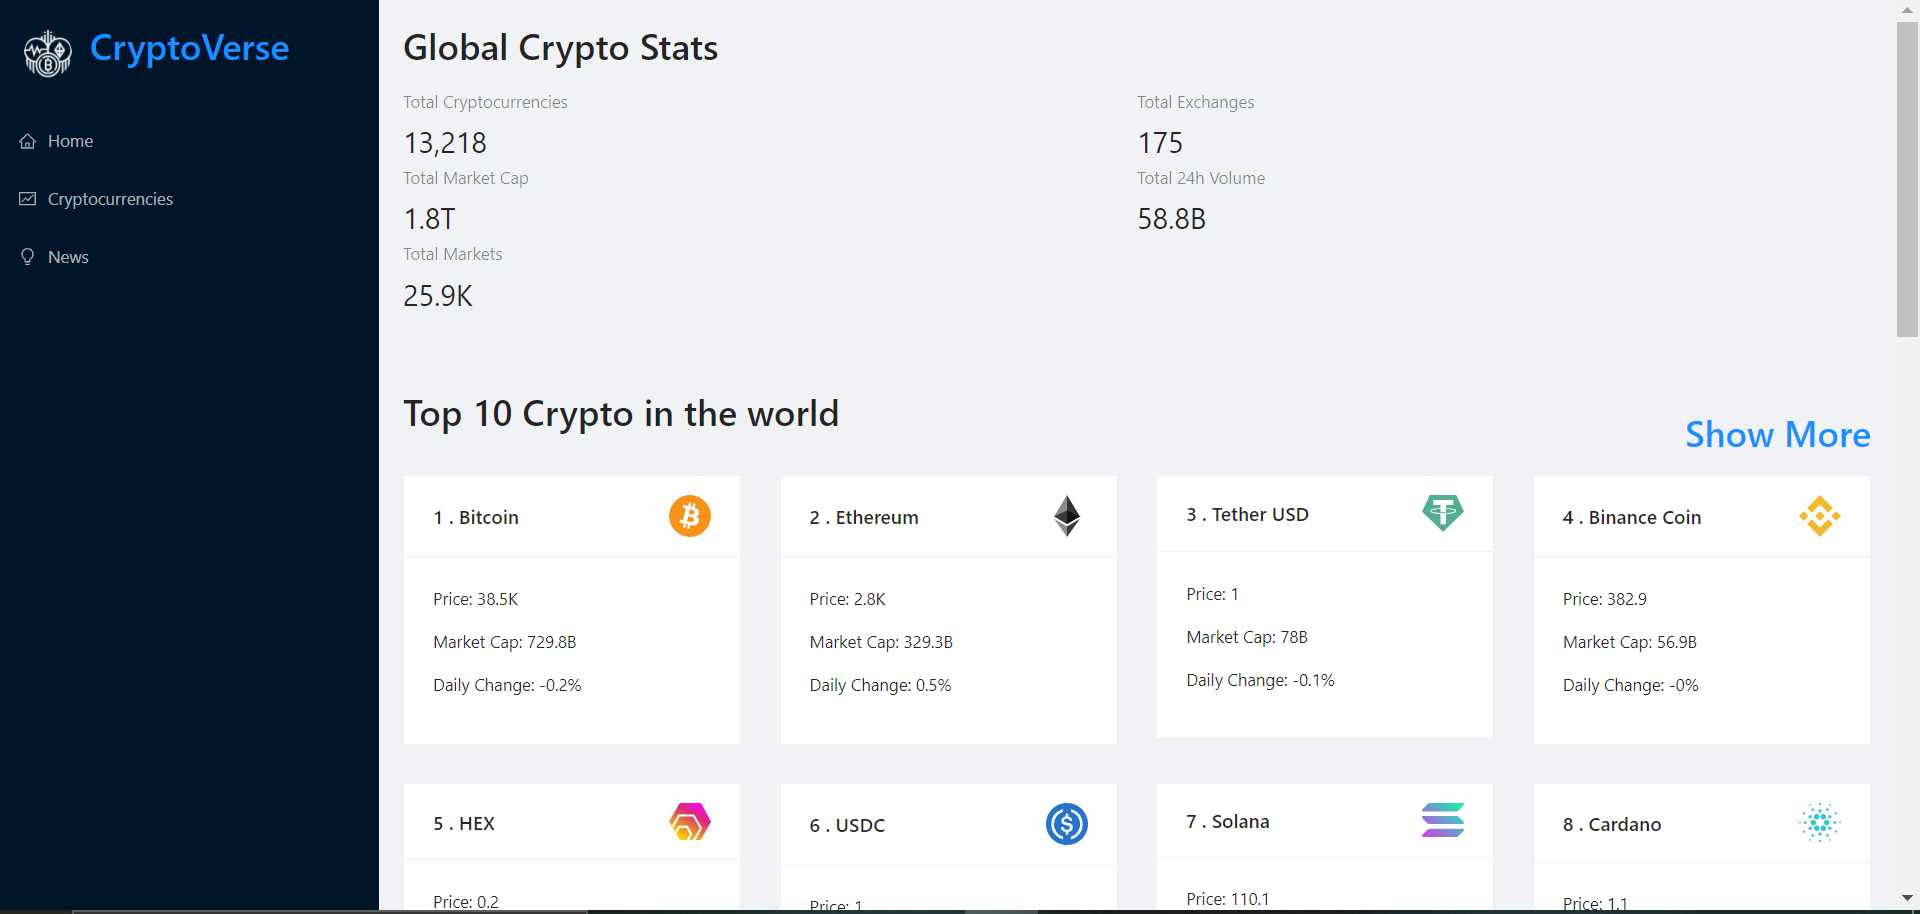 CryptoVerse
Home
Cryptocurrencies
News
Global Crypto Stats
Total Cryptocurrencies
13,218
Total Exchanges
175
Total Market Cap
1.8T
Total 24h Volume
58.8B
Total Markets
25.9K
Top 10 Crypto in the world
Show More
1 . Bitcoin
Price: 38.5K
Market Cap: 729.8B
Daily Change: -0.2%
2 . Ethereum
Price: 2.8K
Market Cap: 329.3B
Daily Change: 0.5%
3 . Tether USD
Price: 1
Market Cap: 78B
Daily Change: -0.1%
4 . Binance Coin
Price: 382.9
Market Cap: 56.9B
Daily Change: -0%
5 . HEX
Price: 0.2
6 . USDC
Price: 1
7 . Solana
Price: 110.1
8 . Cardano
Price: 1.1